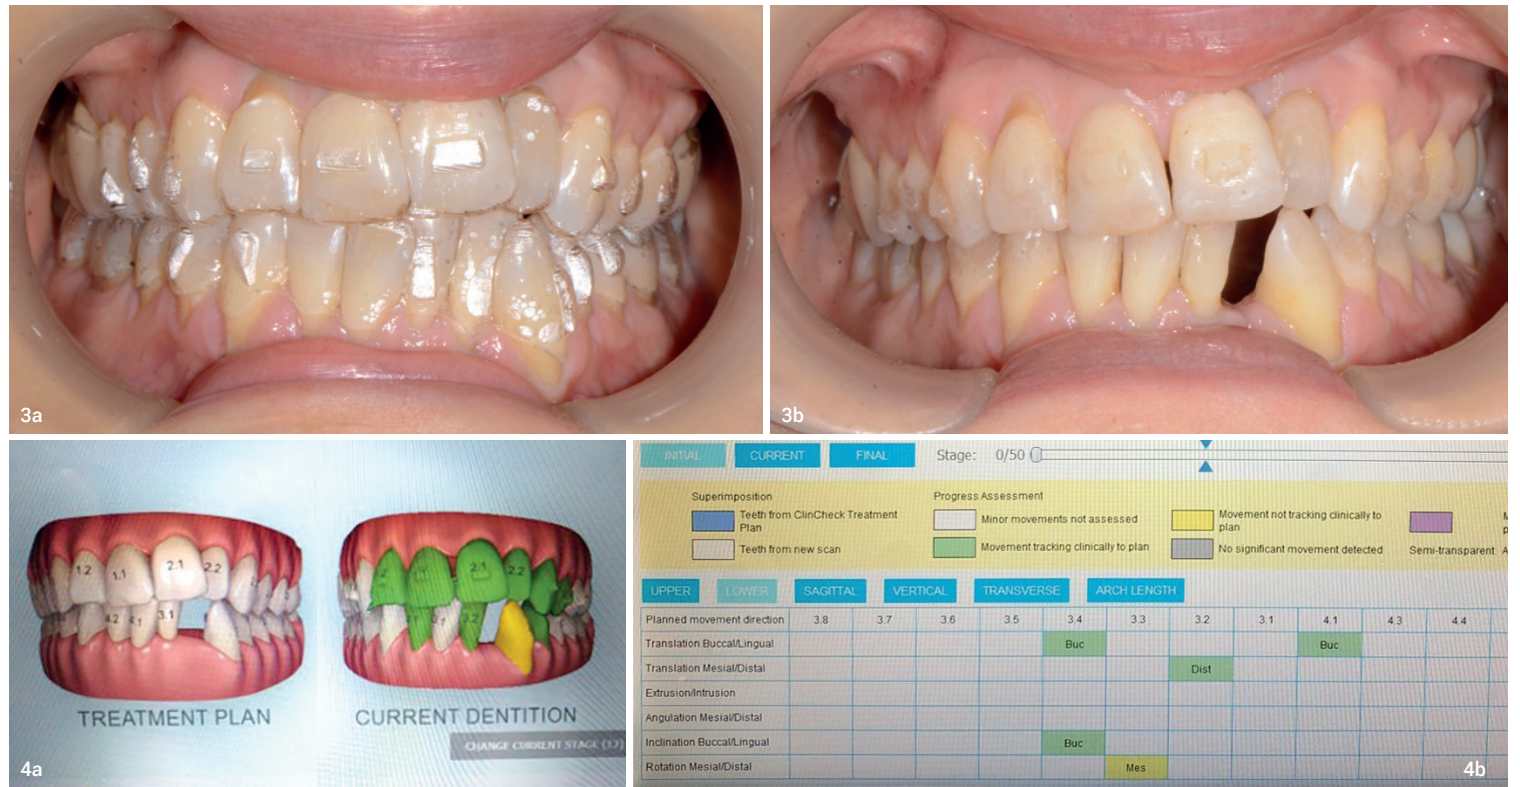 3a
3b
1.2 1.1 2.1 2.2
4.2 4.1 3.1
2.1 2.2
3.2
TREATMENT PLAN
CURRENT DENTITION
CHANGE CURRENT STAGE (13)
4a
INITIAL CURRENT FINAL Stage: 0/50
Superimposition
Teeth from ClinCheck Treatment
Plan
Teeth from new scan
Progress Assessment
Minor movements not assessed
Movement tracking clinically to plan
Movement not tracking clinically to
plan
No significant movement detected
Semi-transparent
UPPER LOWER SAGITTAL VERTICAL TRANSVERSE ARCH LENGTH
Planned movement direction 3.8 3.7 3.6 3.5 3.4 3.3 3.2 3.1 4.1 4.3 4.4
Translation Buccal/Lingual Buc Buc
Translation Mesial/Distal Dist
Extrusion/Intrusion
Angulation Mesial/Distal
Inclination Buccal/Lingual Buc
Rotation Mesial/Distal Mes
4b